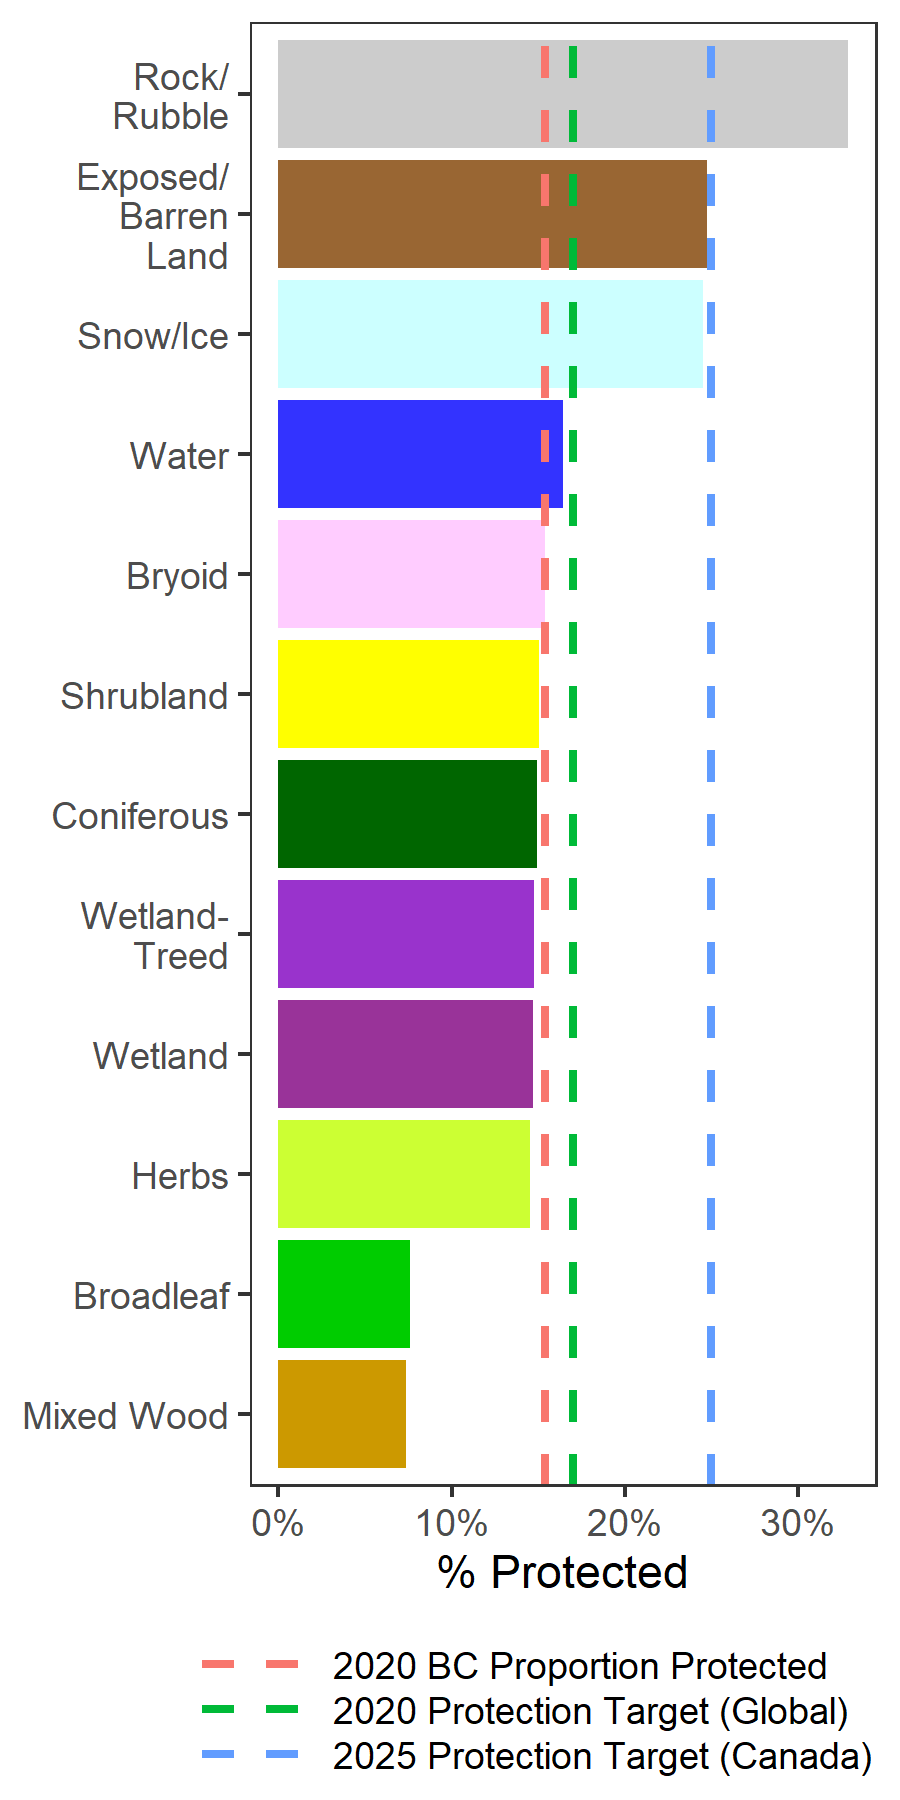 Rock/
Rubble
Exposed/
Barren
Land
Snow/Ice
Water
Bryoid
Shrubland
Coniferous
Wetland-
Treed
Wetland
Herbs
Broadleaf
Mixed Wood
0% 10% 20% 30%
% Protected
2020 BC Proportion Protected
2020 Protection Target (Global)
2025 Protection Target (Canada)